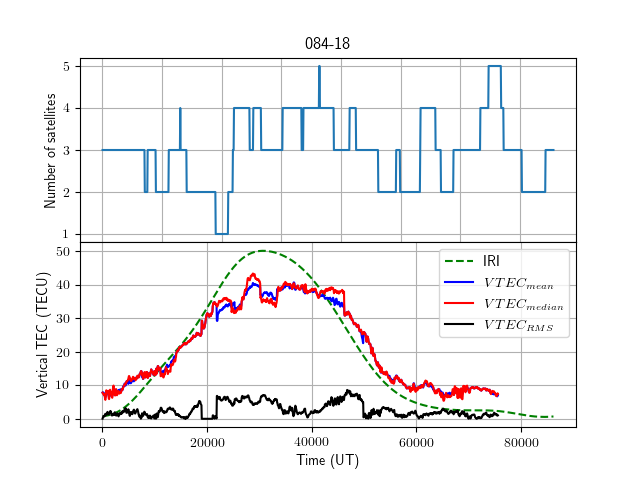 084-18
Number of satellites
5
4
3
2
1
Vertical TEC (TECU)
50
40
30
20
10
0
IRI
VTEC_mean
VTEC_median
VTEC_RMS
0 20000 40000 60000 80000
Time (UT)